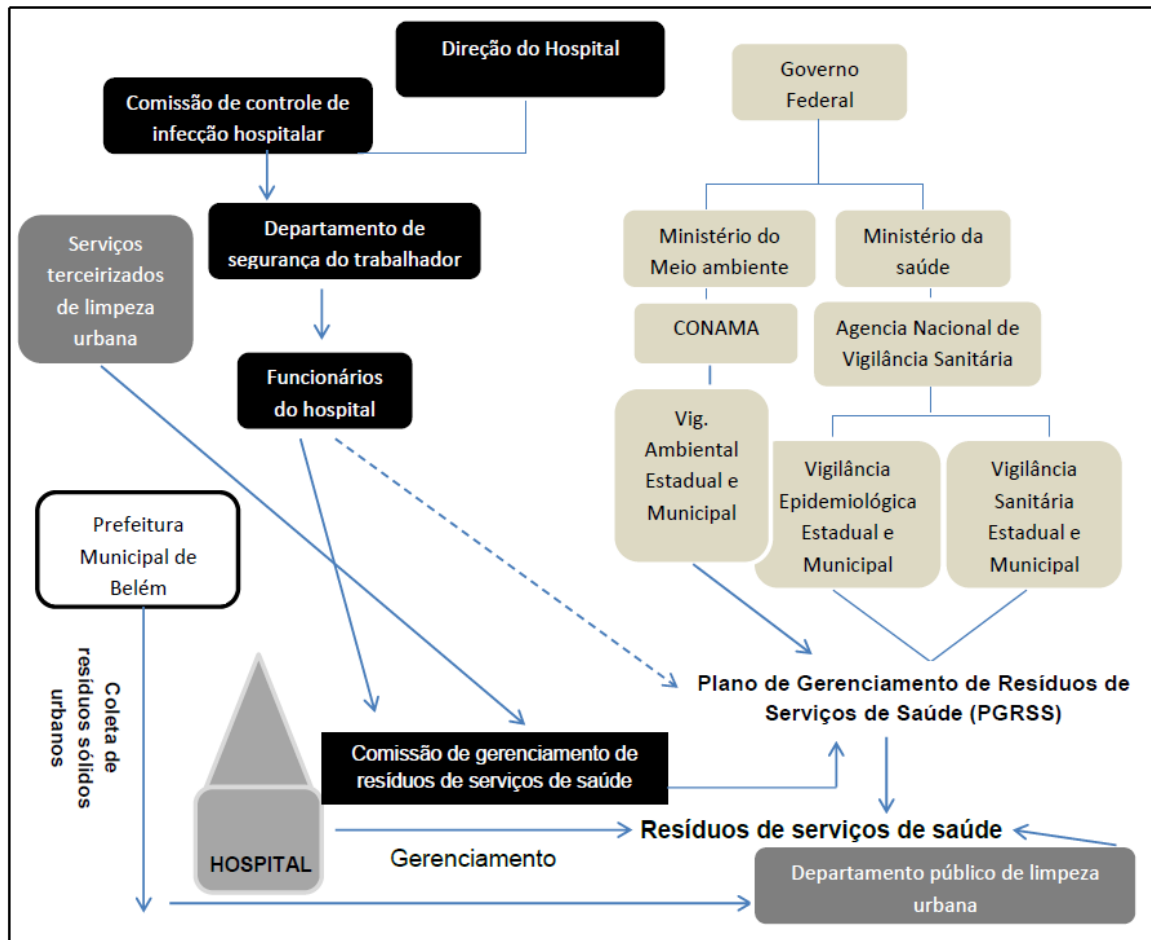 Direção do Hospital
Governo
Federal
Comissão de controle de
infecção hospitalar
Departamento de
segurança do trabalhador
Serviços
terceirizados
de limpeza
urbana
Ministério do
Meio ambiente
Ministério da
saúde
CONAMA
Agencia Nacional de
Vigilância Sanitária
Funcionários
do hospital
Vig.
Ambiental
Estadual e
Municipal
Vigilância
Epidemiológica
Estadual e
Municipal
Vigilância
Sanitária
Estadual e
Municipal
Prefeitura
Municipal de
Belém
Coleta de
resíduos sólidos
urbanos
Plano de Gerenciamento de Resíduos de
Serviços de Saúde (PGRSS)
Comissão de gerenciamento de
resíduos de serviços de saúde
Resíduos de serviços de saúde
HOSPITAL
Gerenciamento
Departamento público de limpeza
urbana